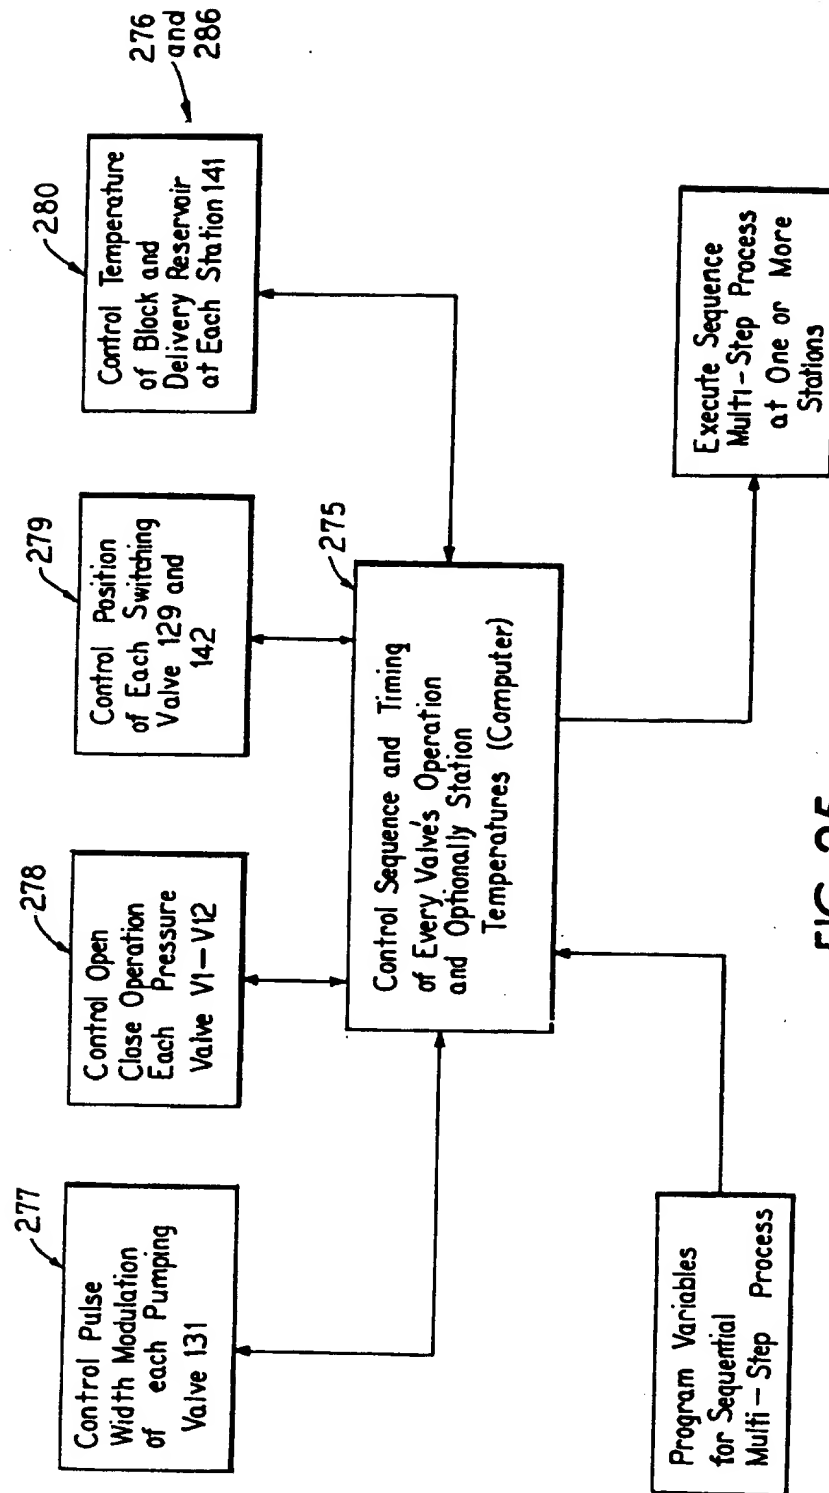 277
Control Pulse
Width Modulation
of each Pumping
Valve 131
278
Control Open
Close Operation
Each Pressure
Valve V1-V12
279
Control Position
of Each Switching
Valve 129 and
142
280
Control Temperature
of Block and
Delivery Reservoir
at Each Station 141
276
and
286
275
Control Sequence and Timing
of Every Valve's Operation
and Optionally Station
Temperatures (Computer)
Program Variables
for Sequential
Multi-Step Process
Execute Sequence
Multi-Step Process
at One or More
Stations
FIG